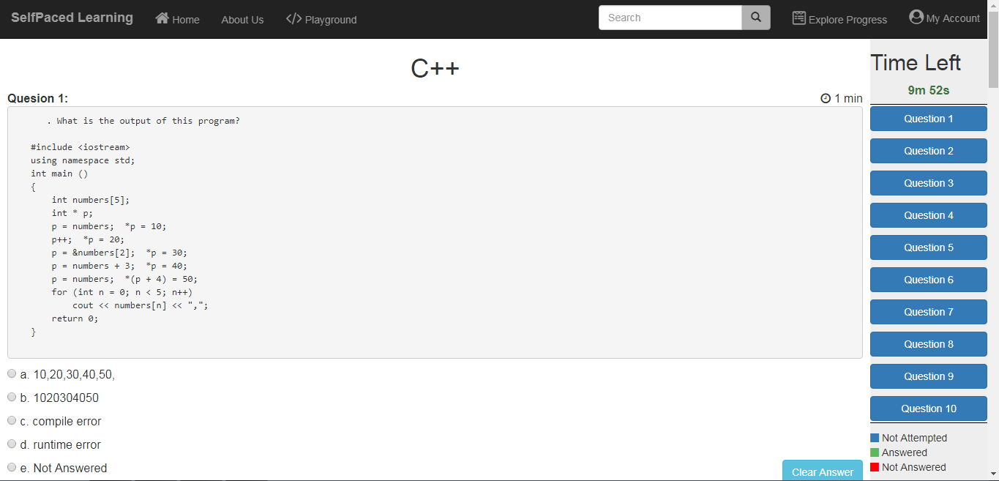 SelfPaced Learning Home About Us </> Playground Search Explore Progress My Account
C++
Quesion 1: 1 min
. What is the output of this program?
#include <iostream>
using namespace std;
int main ()
{
    int numbers[5];
    int * p;
    p = numbers;  *p = 10;
    p++;  *p = 20;
    p = &numbers[2];  *p = 30;
    p = numbers + 3;  *p = 40;
    p = numbers;  *(p + 4) = 50;
    for (int n = 0; n < 5; n++)
        cout << numbers[n] << ",";
    return 0;
}
a. 10,20,30,40,50,
b. 1020304050
c. compile error
d. runtime error
e. Not Answered
Clear Answer
Time Left
9m 52s
Question 1
Question 2
Question 3
Question 4
Question 5
Question 6
Question 7
Question 8
Question 9
Question 10
Not Attempted
Answered
Not Answered